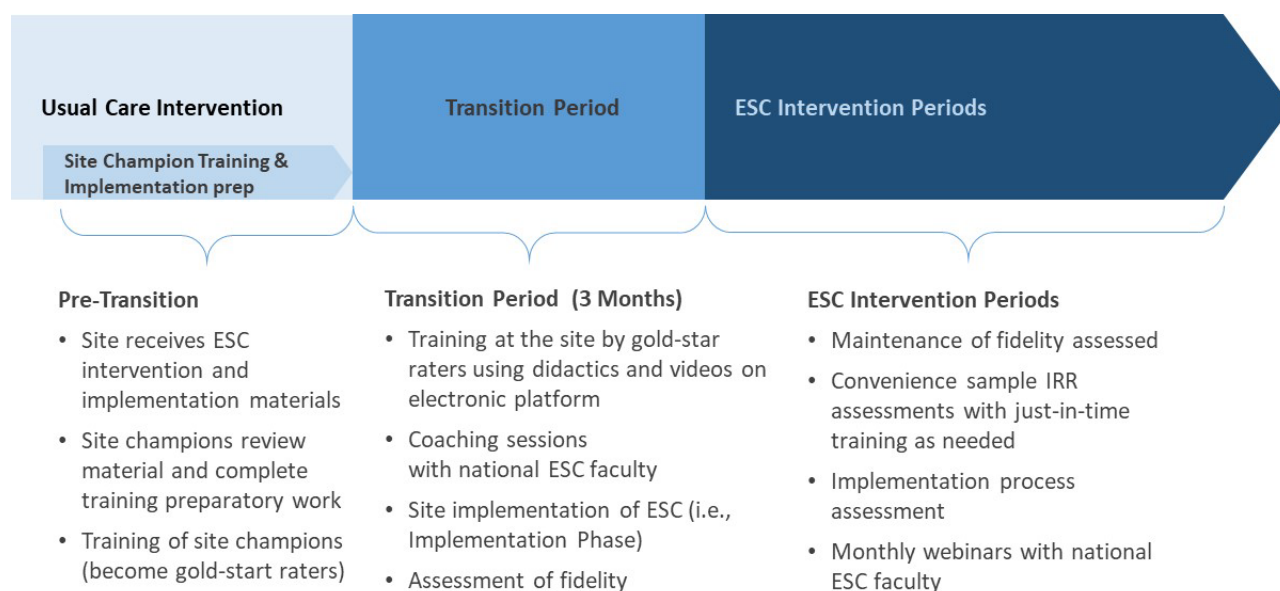 Usual Care Intervention
Site Champion Training &
Implementation prep
Transition Period
ESC Intervention Periods
Pre-Transition
• Site receives ESC
intervention and
implementation materials
• Site champions review
material and complete
training preparatory work
• Training of site champions
(become gold-start raters)
Transition Period (3 Months)
• Training at the site by gold-star
raters using didactics and videos on
electronic platform
• Coaching sessions
with national ESC faculty
• Site implementation of ESC (i.e.,
Implementation Phase)
• Assessment of fidelity
ESC Intervention Periods
• Maintenance of fidelity assessed
• Convenience sample IRR
assessments with just-in-time
training as needed
• Implementation process
assessment
• Monthly webinars with national
ESC faculty